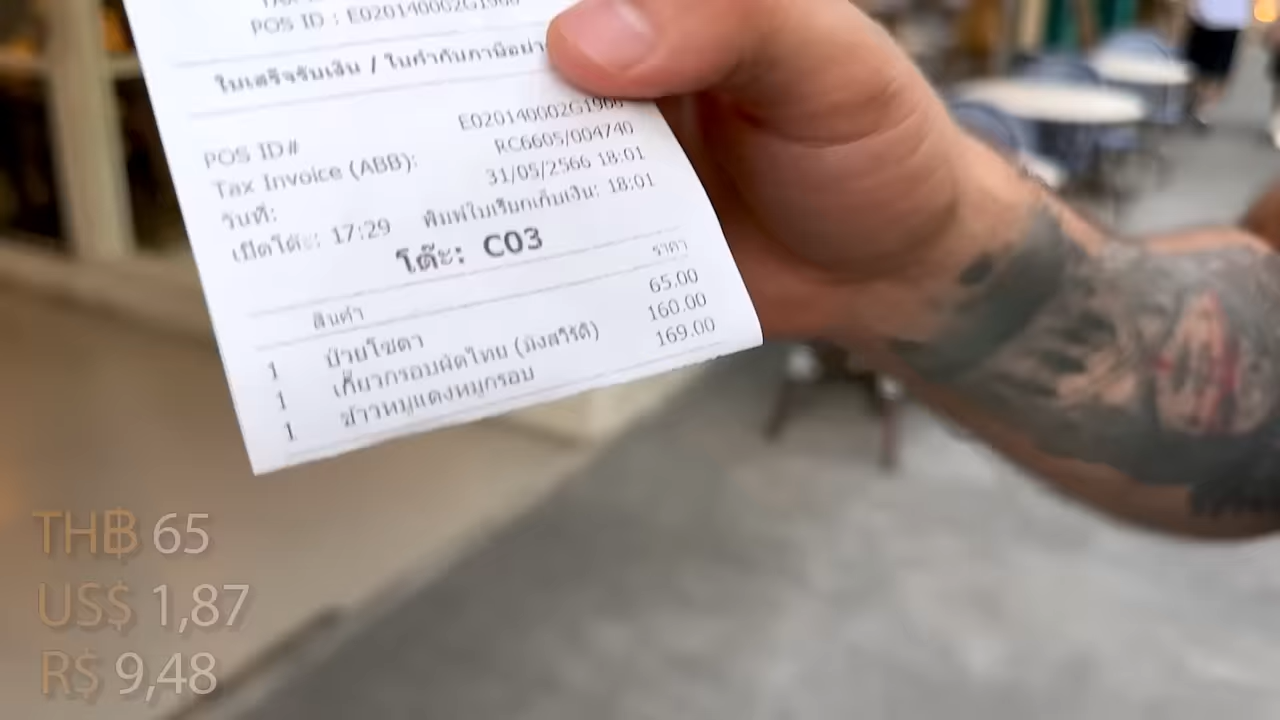 POS ID : E020140002G1966
ใบเสร็จรับเงิน / ใบกำกับภาษีอย่า
POS ID# E020140002G1966
Tax Invoice (ABB): RC6605/004740
วันที่: 31/05/2566 18:01
เปิดโต๊ะ: 17:29 พิมพ์ใบเรียกเก็บเงิน: 18:01
โต๊ะ: C03
สินค้า ราคา
1 บ๊วยโซดา 65.00
1 เกี๊ยวกรอบผัดไทย (มังสวิรัติ) 160.00
1 ข้าวหมูแดงหมูกรอบ 169.00
THB 65
US$ 1,87
R$ 9,48